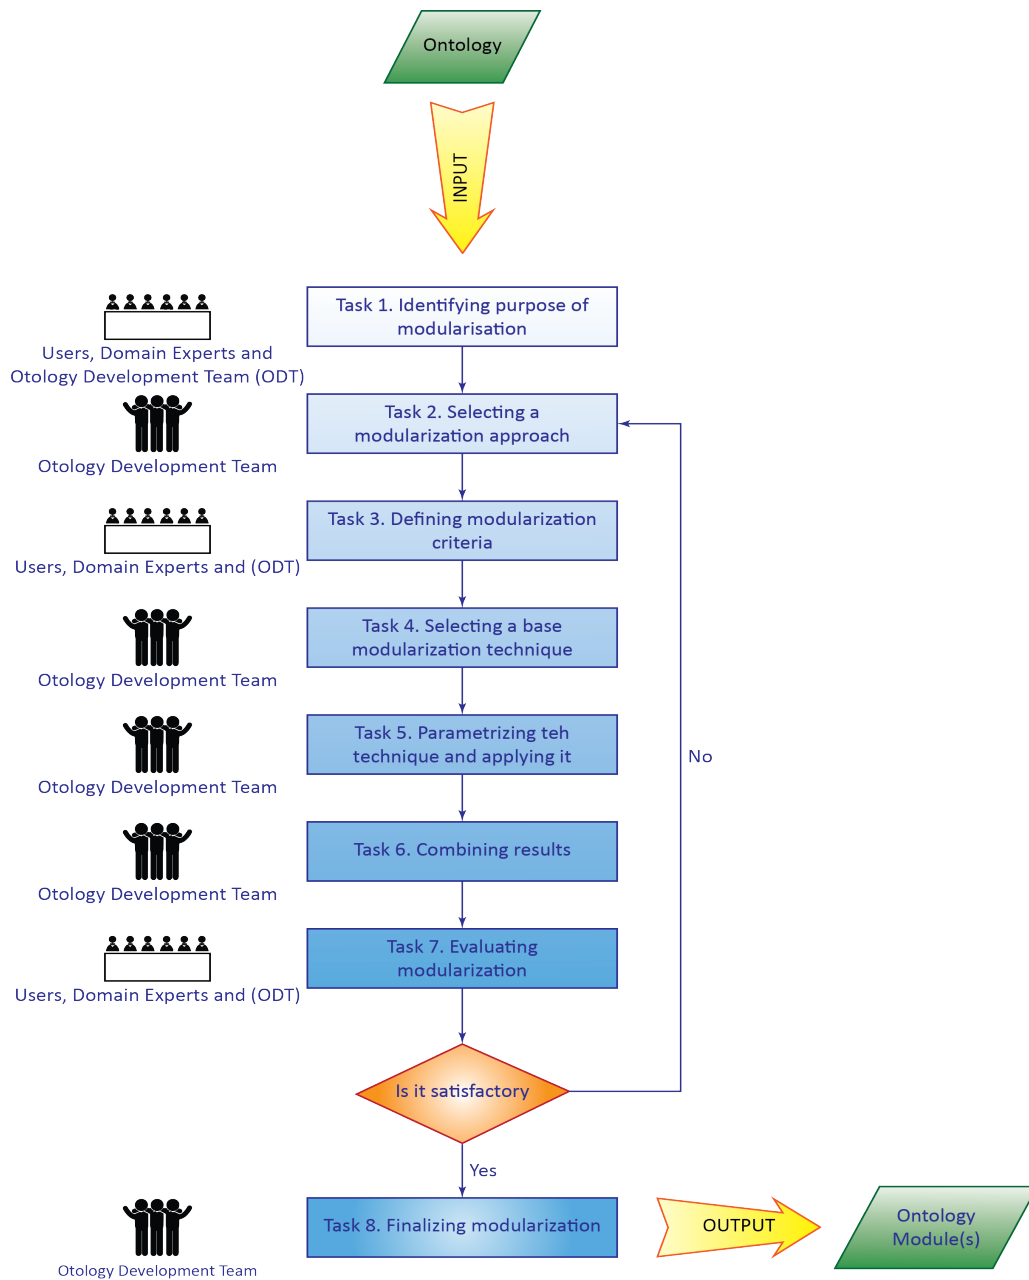 Ontology
INPUT
Task 1. Identifying purpose of
modularisation
Users, Domain Experts and
Otology Development Team (ODT)
Task 2. Selecting a
modularization approach
Otology Development Team
Task 3. Defining modularization
criteria
Users, Domain Experts and (ODT)
Task 4. Selecting a base
modularization technique
Otology Development Team
Task 5. Parametrizing teh
technique and applying it
No
Otology Development Team
Task 6. Combining results
Otology Development Team
Task 7. Evaluating
modularization
Users, Domain Experts and (ODT)
Is it satisfactory
Yes
Task 8. Finalizing modularization
OUTPUT
Ontology
Module(s)
Otology Development Team